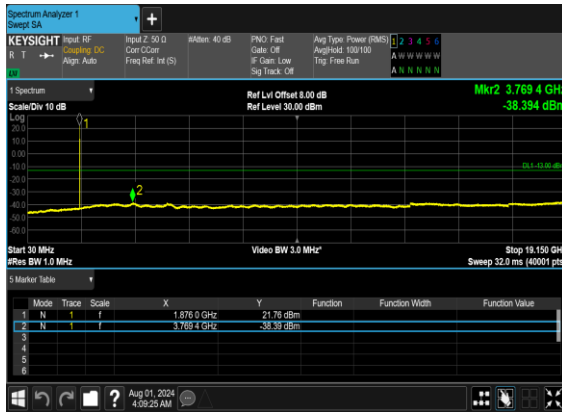 Spectrum Analyzer 1
Swept SA
+
KEYSIGHT Input: RF Input Z: 50 Ω #Atten: 40 dB PNO: Fast Avg Type: Power (RMS) 1 2 3 4 5 6
R T Coupling: DC Corr CCorr Gate: Off Avg|Hold: 100/100 A W W W W W
Align: Auto Freq Ref: Int (S) IF Gain: Low Trig: Free Run
Sig Track: Off A N N N N N
1 Spectrum Ref Lvl Offset 8.00 dB Mkr2 3.769 4 GHz
Scale/Div 10 dB Ref Level 30.00 dBm -38.394 dBm
Log
20.0
10.0
0.00
-10.0
-20.0
-30.0
-40.0
-50.0
-60.0
1
2
DL1 -13.00 dBm
Start 30 MHz Video BW 3.0 MHz* Stop 19.150 GHz
#Res BW 1.0 MHz Sweep 32.0 ms (40001 pts)
5 Marker Table
Mode Trace Scale X Y Function Function Width Function Value
1 N 1 f 1.876 0 GHz 21.76 dBm
2 N 1 f 3.769 4 GHz -38.39 dBm
3
4
5
6
? Aug 01, 2024
4:09:25 AM